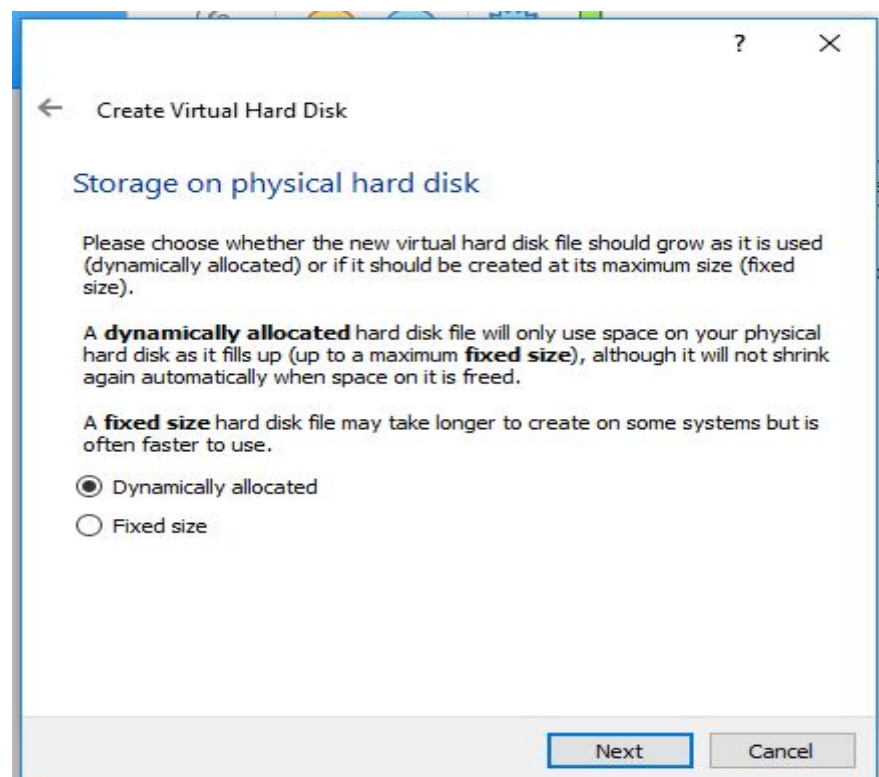 ?
Create Virtual Hard Disk
Storage on physical hard disk
Please choose whether the new virtual hard disk file should grow as it is used
(dynamically allocated) or if it should be created at its maximum size (fixed
size).
A dynamically allocated hard disk file will only use space on your physical
hard disk as it fills up (up to a maximum fixed size), although it will not shrink
again automatically when space on it is freed.
A fixed size hard disk file may take longer to create on some systems but is
often faster to use.
Dynamically allocated
Fixed size
Next Cancel